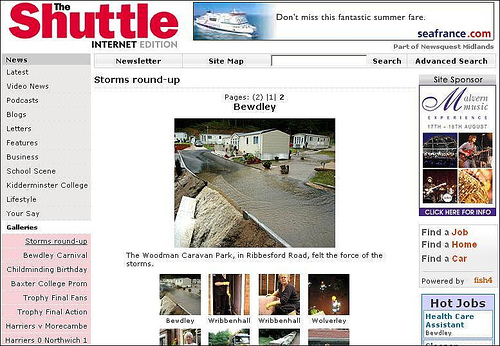 The
Shuttle
INTERNET EDITION
Don't miss this fantastic summer fare.
seafrance.com
Part of Newsquest Midlands
News
Newsletter
Site Map
Search
Advanced Search
Latest
Video News
Podcasts
Blogs
Letters
Features
Business
School Scene
Kidderminster College
Lifestyle
Your Say
Galleries
Storms round-up
Bewdley Carnival
Childminding Birthday
Baxter College Prom
Trophy Final Fans
Trophy Final Action
Harriers v Morecambe
Harriers 0 Northwich 1
Storms round-up
Pages: (2) |1| 2
Bewdley
The Woodman Caravan Park, in Ribbesford Road, felt the force of the
storms.
Bewdley
Wribbenhall
Wribbenhall
Wolverley
Site Sponsor
Malvern
music
EXPERIENCE
17TH - 18TH AUGUST
CLICK HERE FOR INFO
Find a Job
Find a Home
Find a Car
Powered by fish4
Hot Jobs
Health Care
Assistant
Bewdley